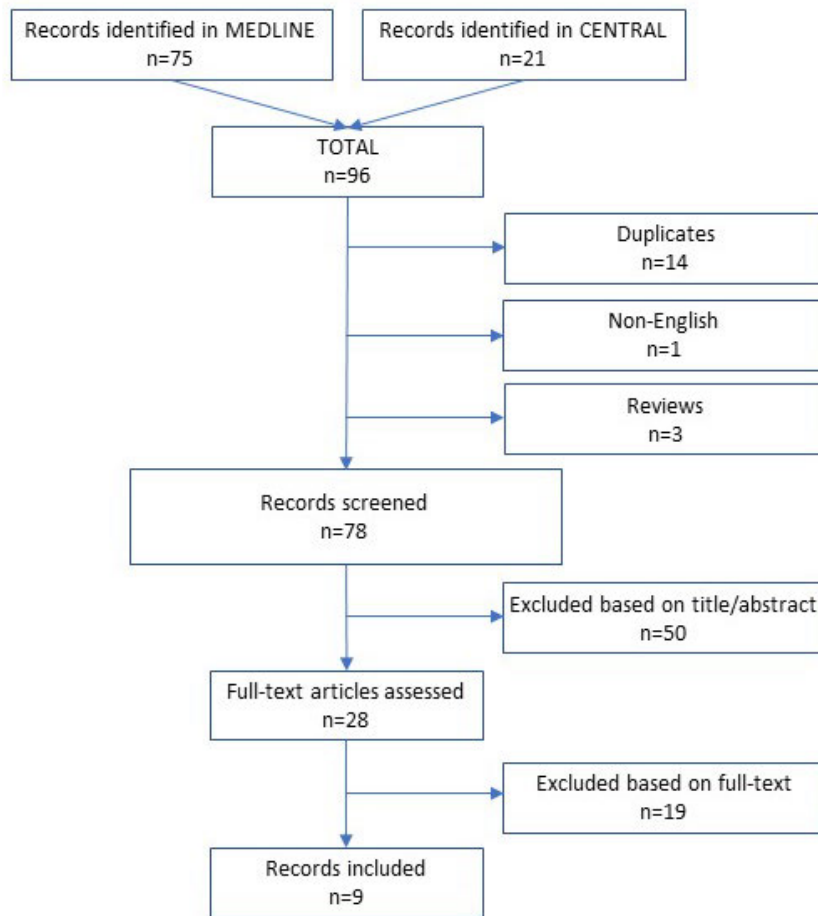 Records identified in MEDLINE
n=75
Records identified in CENTRAL
n=21
TOTAL
n=96
Duplicates
n=14
Non-English
n=1
Reviews
n=3
Records screened
n=78
Excluded based on title/abstract
n=50
Full-text articles assessed
n=28
Excluded based on full-text
n=19
Records included
n=9